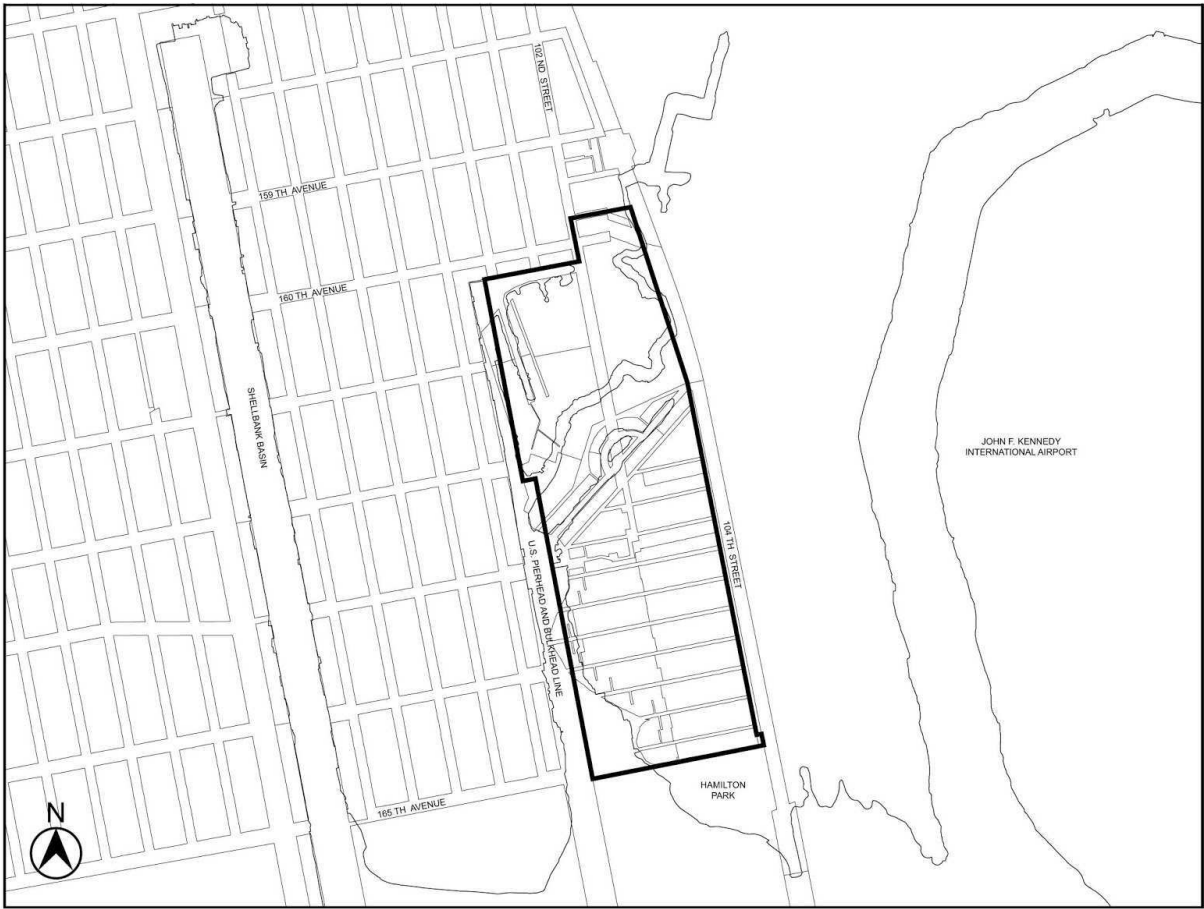 102 ND STREET
159 TH AVENUE
160 TH AVENUE
SHELLBANK BASIN
JOHN F. KENNEDY
INTERNATIONAL AIRPORT
104 TH STREET
U.S. PIERHEAD AND BULKHEAD LINE
HAMILTON
PARK
165 TH AVENUE
N